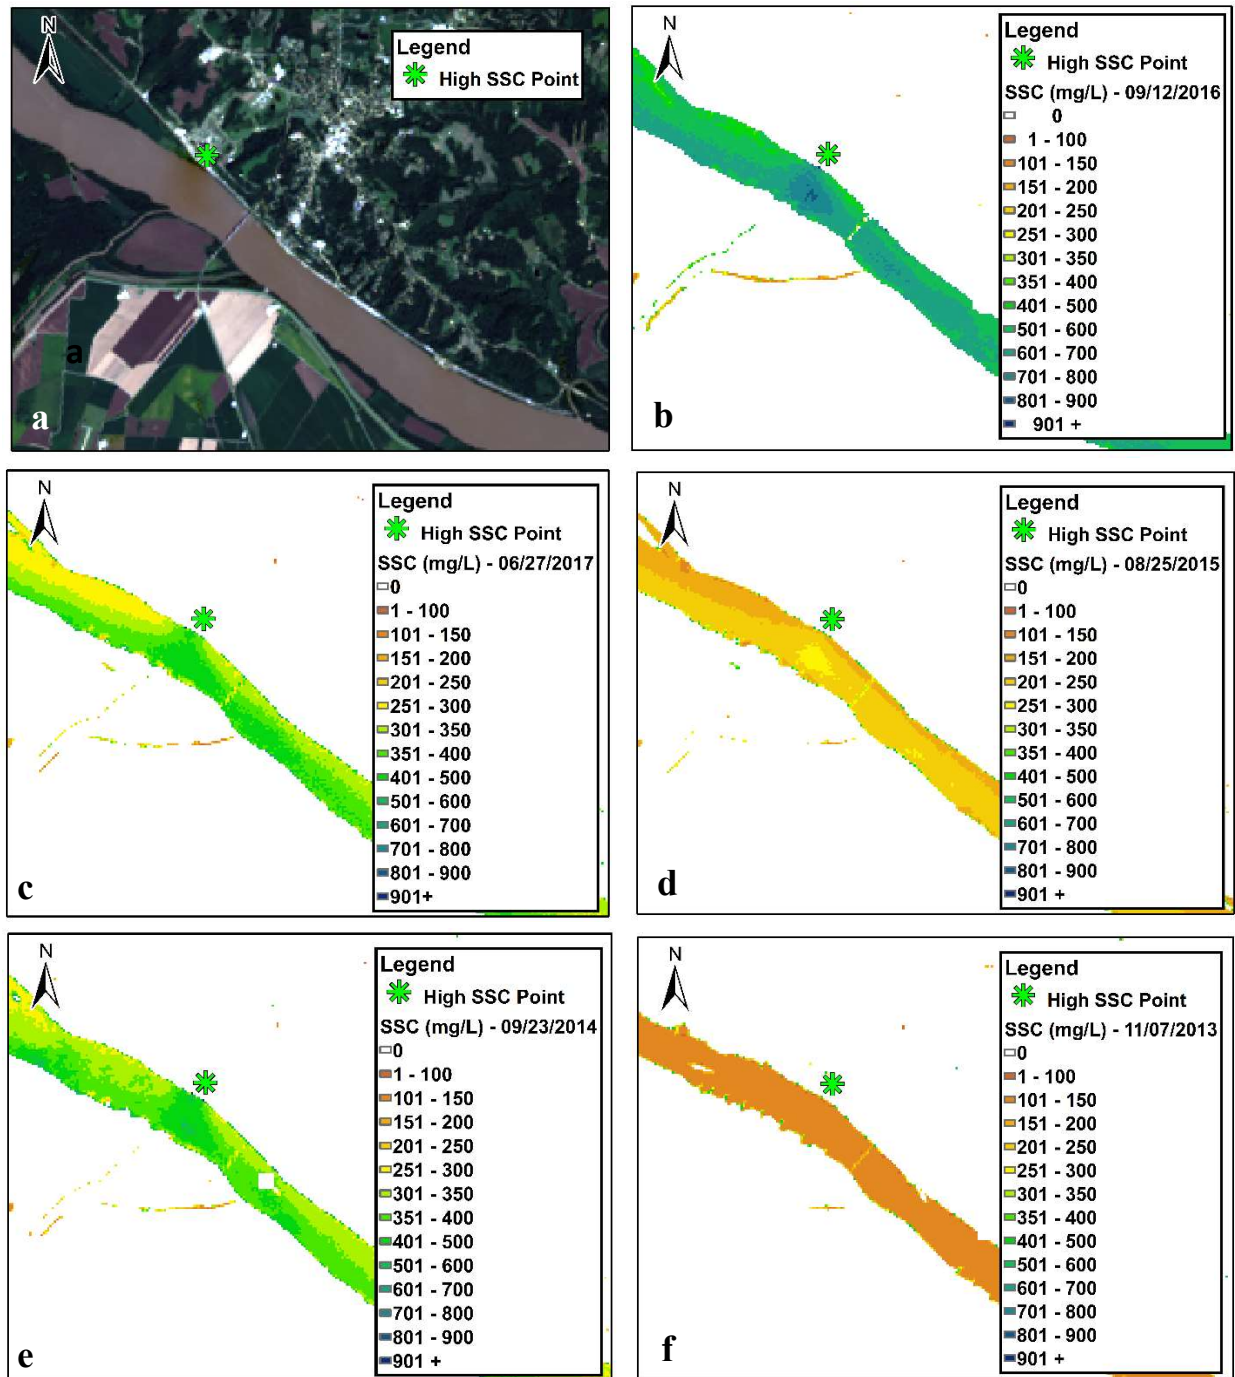 N
Legend
High SSC Point
a
a
N
Legend
High SSC Point
SSC (mg/L) - 09/12/2016
0
1 - 100
101 - 150
151 - 200
201 - 250
251 - 300
301 - 350
351 - 400
401 - 500
501 - 600
601 - 700
701 - 800
801 - 900
901 +
b
N
Legend
High SSC Point
SSC (mg/L) - 06/27/2017
0
1 - 100
101 - 150
151 - 200
201 - 250
251 - 300
301 - 350
351 - 400
401 - 500
501 - 600
601 - 700
701 - 800
801 - 900
901+
c
N
Legend
High SSC Point
SSC (mg/L) - 08/25/2015
0
1 - 100
101 - 150
151 - 200
201 - 250
251 - 300
301 - 350
351 - 400
401 - 500
501 - 600
601 - 700
701 - 800
801 - 900
901 +
d
N
Legend
High SSC Point
SSC (mg/L) - 09/23/2014
0
1 - 100
101 - 150
151 - 200
201 - 250
251 - 300
301 - 350
351 - 400
401 - 500
501 - 600
601 - 700
701 - 800
801 - 900
901 +
e
N
Legend
High SSC Point
SSC (mg/L) - 11/07/2013
0
1 - 100
101 - 150
151 - 200
201 - 250
251 - 300
301 - 350
351 - 400
401 - 500
501 - 600
601 - 700
701 - 800
801 - 900
901 +
f